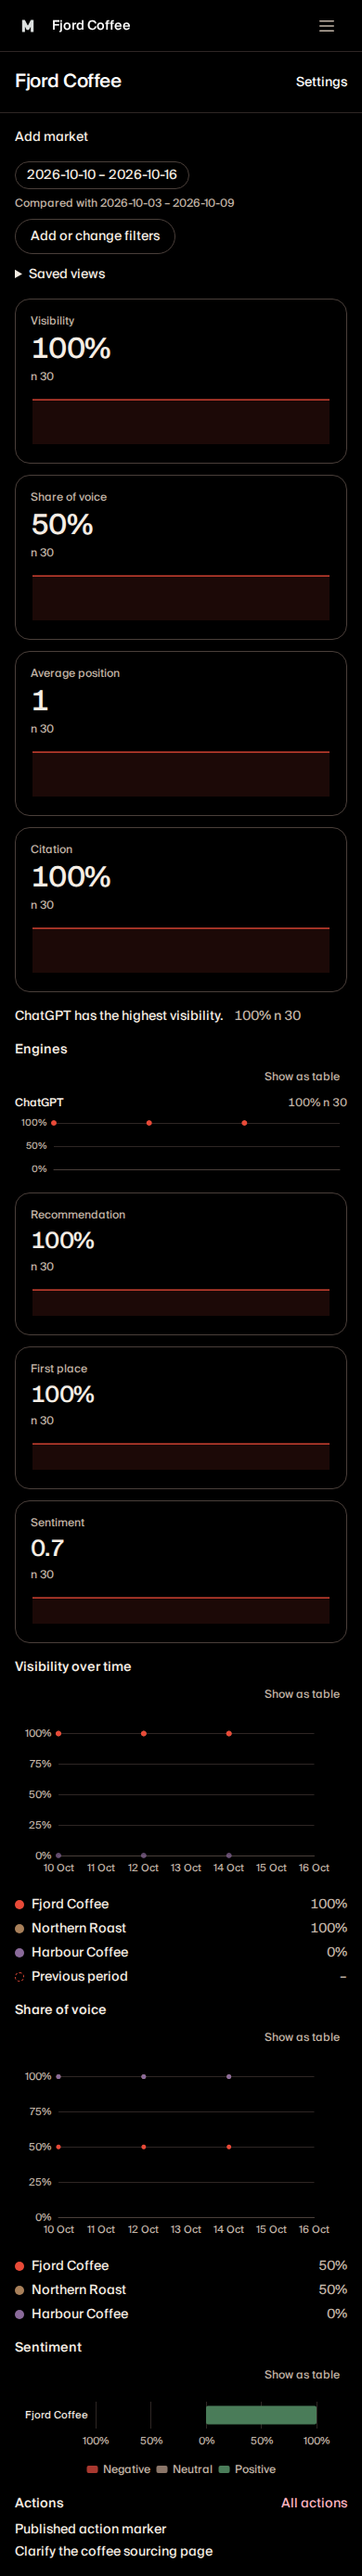 Fjord Coffee
Fjord Coffee
Settings
Add market
2026-10-10 – 2026-10-16
Compared with 2026-10-03 – 2026-10-09
Add or change filters
Saved views
Visibility
100%
n 30
Share of voice
50%
n 30
Average position
1
n 30
Citation
100%
n 30
ChatGPT has the highest visibility. 100% n 30
Engines
Show as table
ChatGPT 100% n 30
100%
50%
0%
Recommendation
100%
n 30
First place
100%
n 30
Sentiment
0.7
n 30
Visibility over time
Show as table
100%
75%
50%
25%
0%
10 Oct 11 Oct 12 Oct 13 Oct 14 Oct 15 Oct 16 Oct
Fjord Coffee 100%
Northern Roast 100%
Harbour Coffee 0%
Previous period –
Share of voice
Show as table
100%
75%
50%
25%
0%
10 Oct 11 Oct 12 Oct 13 Oct 14 Oct 15 Oct 16 Oct
Fjord Coffee 50%
Northern Roast 50%
Harbour Coffee 0%
Sentiment
Show as table
Fjord Coffee
100% 50% 0% 50% 100%
Negative Neutral Positive
Actions All actions
Published action marker
Clarify the coffee sourcing page